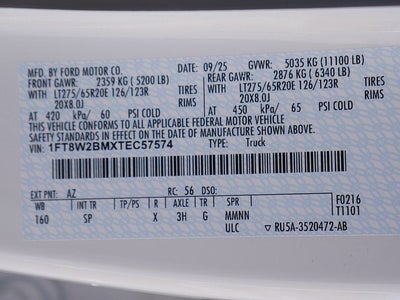 MFD. BY FORD MOTOR CO.
DATE: 09/25 GVWR: 5035 KG (11100 LB)
FRONT GAWR: 2359 KG ( 5200 LB) REAR GAWR: 2876 KG ( 6340 LB)
WITH LT275/65R20E 126/123R TIRES WITH LT275/65R20E 126/123R TIRES
20X8.0J RIMS 20X8.0J RIMS
AT 420 kPa/ 60 PSI COLD AT 450 kPa/ 65 PSI COLD
THIS VEHICLE CONFORMS TO ALL APPLICABLE FEDERAL MOTOR VEHICLE
SAFETY STANDARDS IN EFFECT ON THE DATE OF MANUFACTURE SHOWN ABOVE.
VIN: 1FT8W2BMXTEC57574 TYPE: Truck
EXT PNT: AZ RC: 56 DSO: F0216
WB INT TR TP/PS R AXLE TR SPR T1101
160 SP X 3H G MMNN
ULC RU5A-3520472-AB